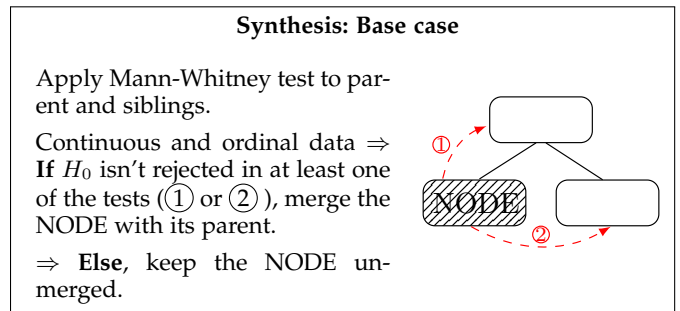 Synthesis: Base case
Apply Mann-Whitney test to par-
ent and siblings.
Continuous and ordinal data ⇒
If H₀ isn't rejected in at least one
of the tests (① or ②), merge the
NODE with its parent.
⇒ Else, keep the NODE un-
merged.
①
NODE
②